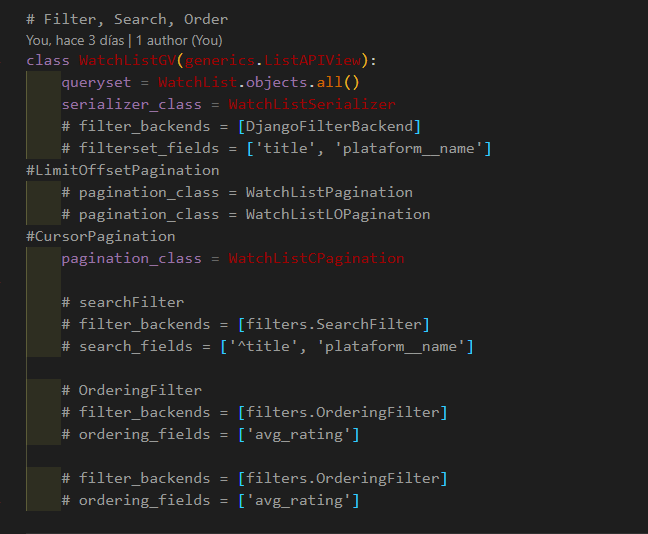 # Filter, Search, Order
You, hace 3 días | 1 author (You)
class WatchListGV(generics.ListAPIView):
    queryset = WatchList.objects.all()
    serializer_class = WatchListSerializer
    # filter_backends = [DjangoFilterBackend]
    # filterset_fields = ['title', 'plataform__name']
#LimitOffsetPagination
    # pagination_class = WatchListPagination
    # pagination_class = WatchListLOPagination
#CursorPagination
    pagination_class = WatchListCPagination
    # searchFilter
    # filter_backends = [filters.SearchFilter]
    # search_fields = ['^title', 'plataform__name']
    # OrderingFilter
    # filter_backends = [filters.OrderingFilter]
    # ordering_fields = ['avg_rating']
    # filter_backends = [filters.OrderingFilter]
    # ordering_fields = ['avg_rating']